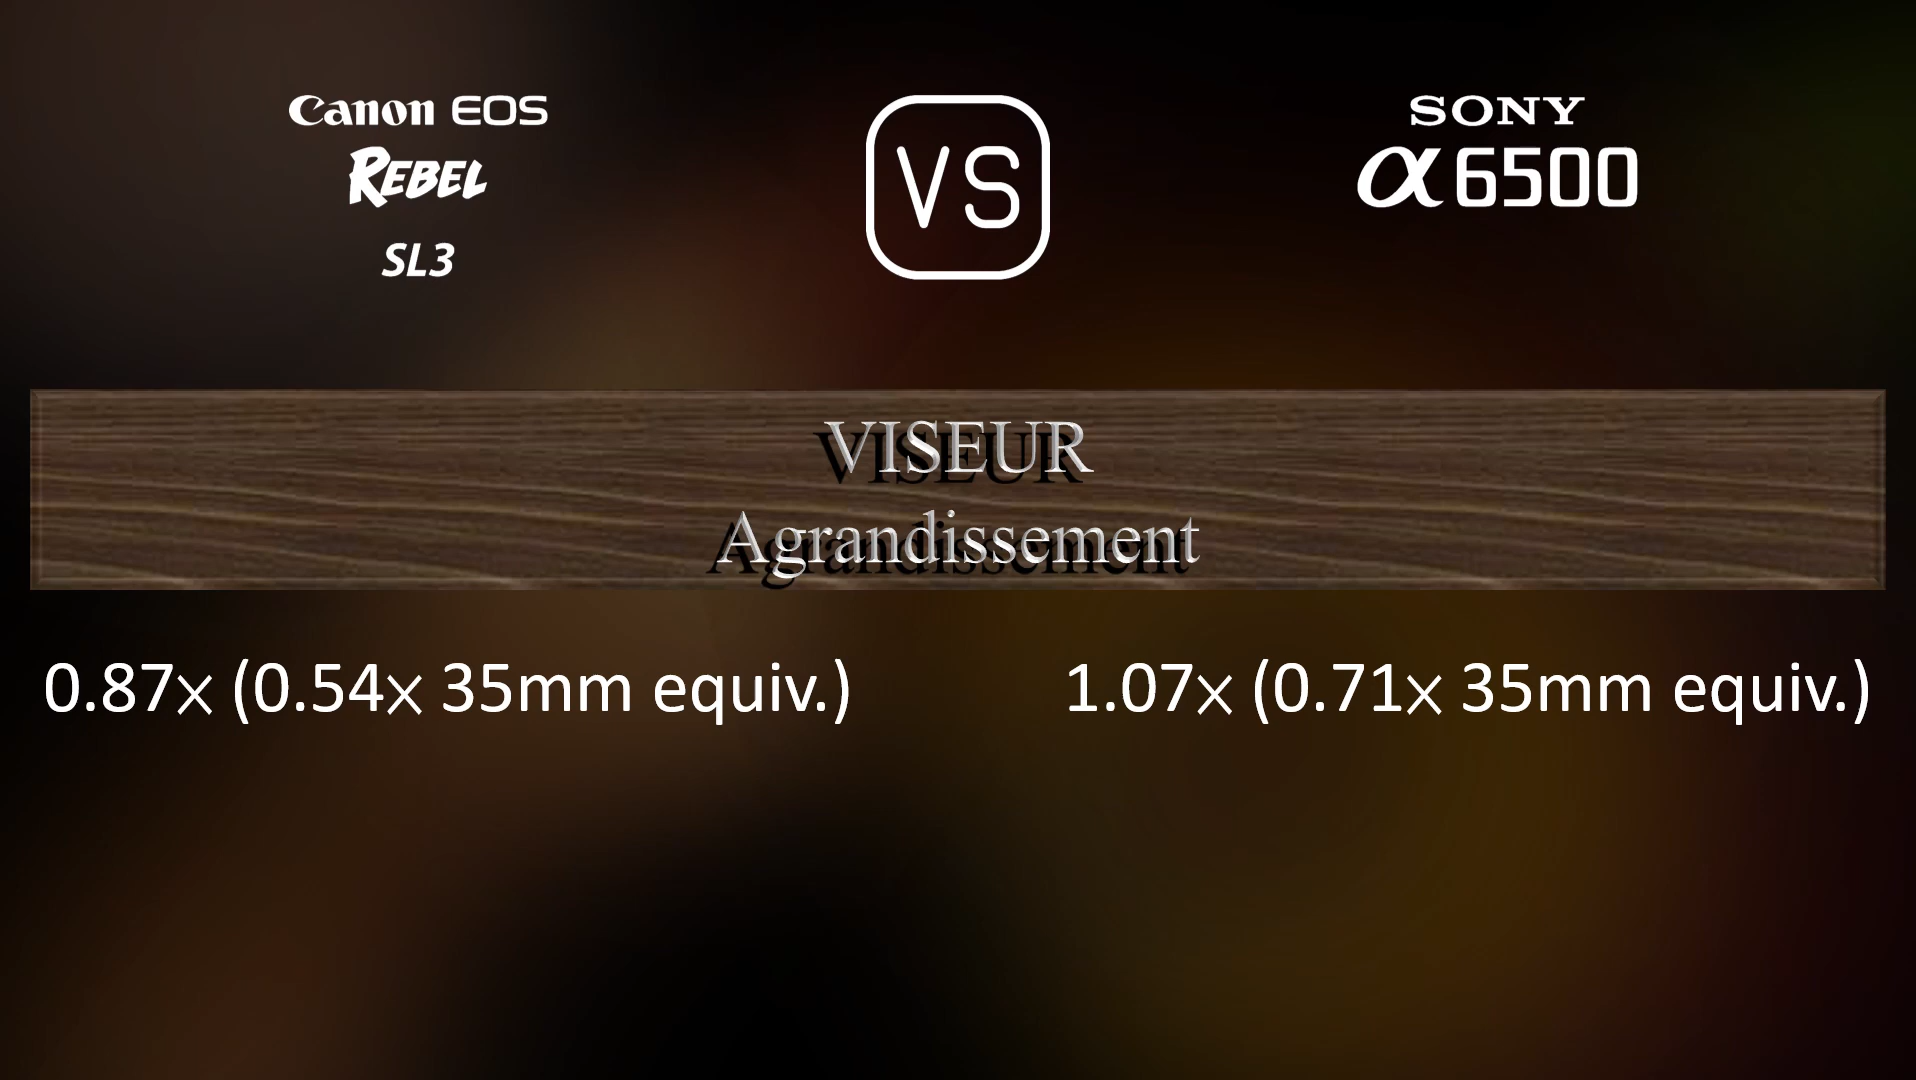 Canon EOS
REBEL
SL3
VS
SONY
α6500
VISEUR
Agrandissement
0.87× (0.54× 35mm equiv.)
1.07× (0.71× 35mm equiv.)